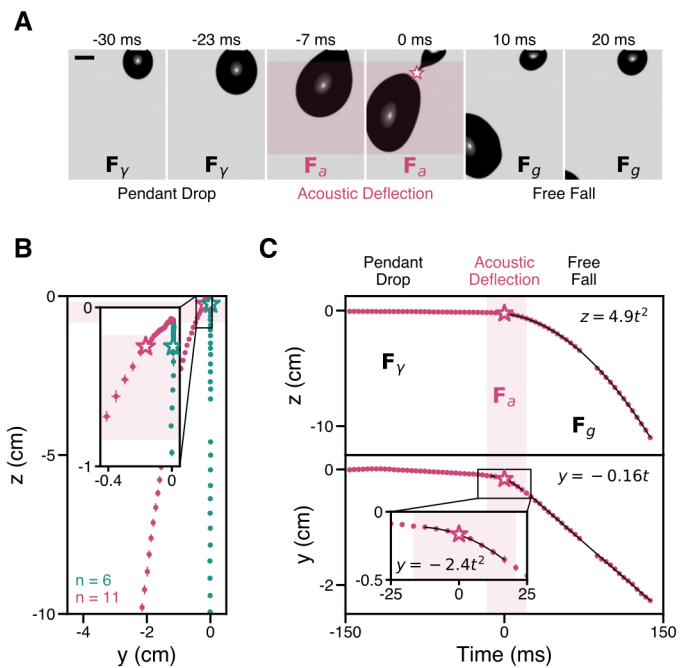 A
-30 ms -23 ms -7 ms 0 ms 10 ms 20 ms
Fγ Fγ Fa Fa Fg Fg
Pendant Drop Acoustic Deflection Free Fall
B
0
-5
-10
z (cm)
0
-1
-0.4 0
n = 6
n = 11
-4 -2 0
y (cm)
C
Pendant Drop
Acoustic Deflection
Free Fall
0
-10
z (cm)
z = 4.9t²
Fγ
Fa
Fg
0
-2
y (cm)
y = −0.16t
0
-0.5
y = −2.4t²
-25 0 25
-150 0 150
Time (ms)